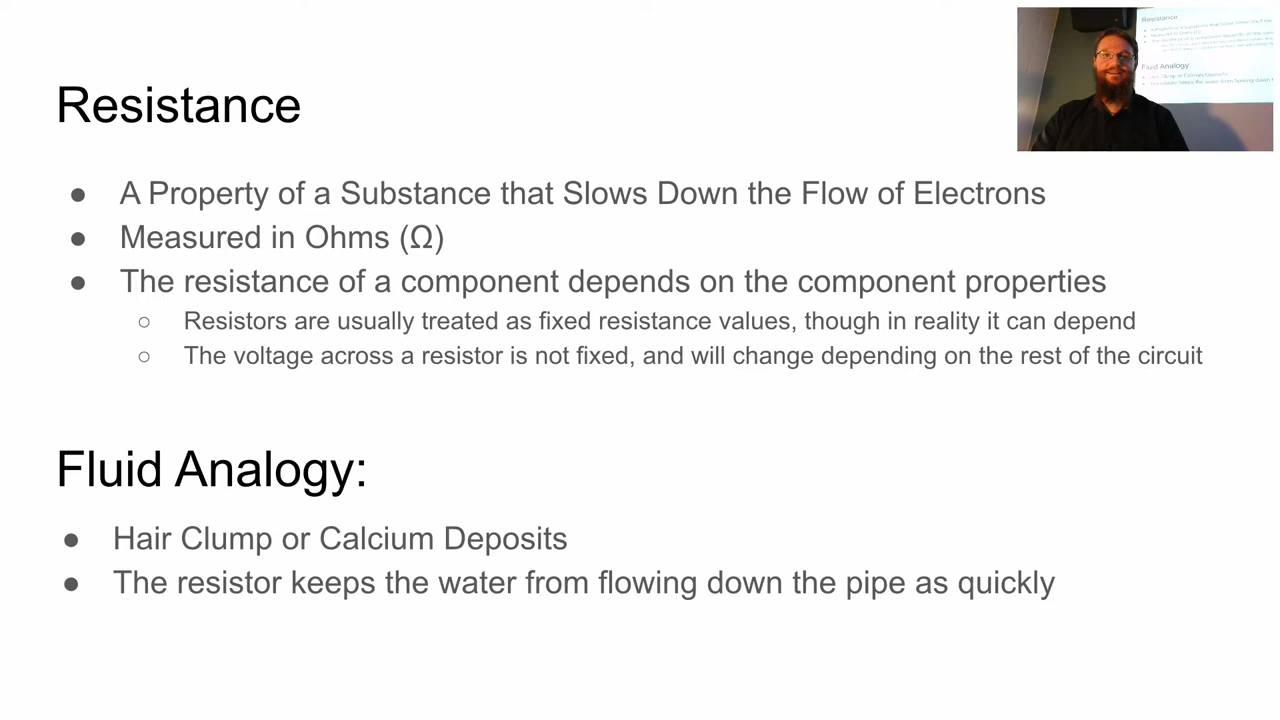 Resistance
● A Property of a Substance that Slows Down the Flow of Electrons
● Measured in Ohms (Ω)
● The resistance of a component depends on the component properties
○ Resistors are usually treated as fixed resistance values, though in reality it can depend
○ The voltage across a resistor is not fixed, and will change depending on the rest of the circuit
Fluid Analogy:
● Hair Clump or Calcium Deposits
● The resistor keeps the water from flowing down the pipe as quickly
Resistance
Fluid Analogy